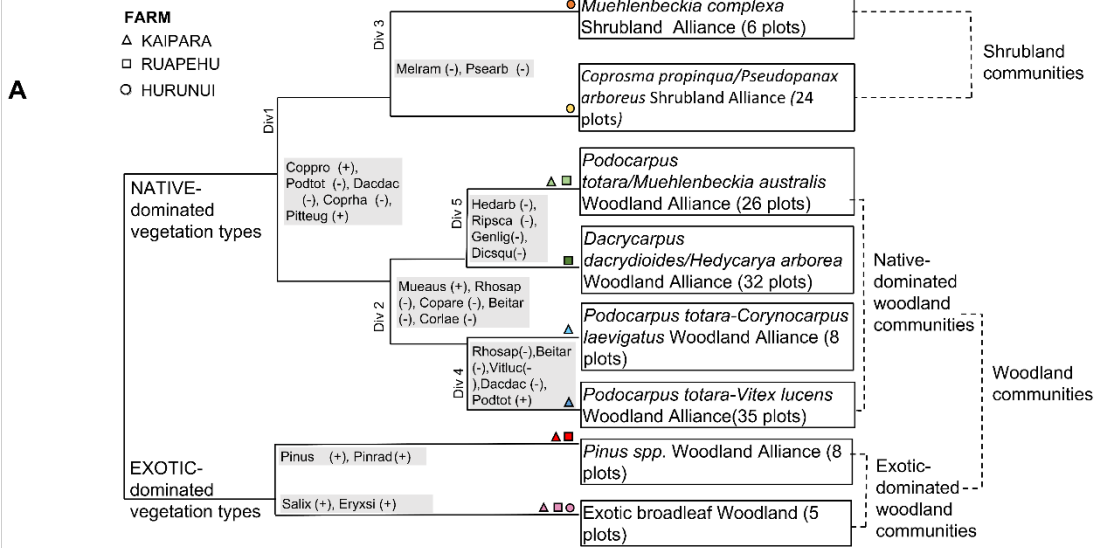 FARM
KAIPARA
RUAPEHU
HURUNUI
A
NATIVE-
dominated
vegetation types
EXOTIC-
dominated
vegetation types
Div1
Coppro (+),
Podtot (-), Dacdac
(-), Coprha (-),
Pitteug (+)
Div 3
Melram (-), Psearb (-)
Div 2
Mueaus (+), Rhosap
(-), Copare (-), Beitar
(-), Corlae (-)
Div 5
Hedarb (-),
Ripsca (-),
Genlig(-),
Dicsqu(-)
Div 4
Rhosap(-),Beitar
(-),Vitluc(-
),Dacdac (-),
Podtot (+)
Pinus (+), Pinrad(+)
Salix (+), Eryxsi (+)
Muehlenbeckia complexa
Shrubland Alliance (6 plots)
Coprosma propinqua/Pseudopanax
arboreus Shrubland Alliance (24
plots)
Podocarpus
totara/Muehlenbeckia australis
Woodland Alliance (26 plots)
Dacrycarpus
dacrydioides/Hedycarya arborea
Woodland Alliance (32 plots)
Podocarpus totara-Corynocarpus
laevigatus Woodland Alliance (8
plots)
Podocarpus totara-Vitex lucens
Woodland Alliance(35 plots)
Pinus spp. Woodland Alliance (8
plots)
Exotic broadleaf Woodland (5
plots)
Shrubland
communities
Native-
dominated
woodland
communities
Exotic-
dominated
woodland
communities
Woodland
communities